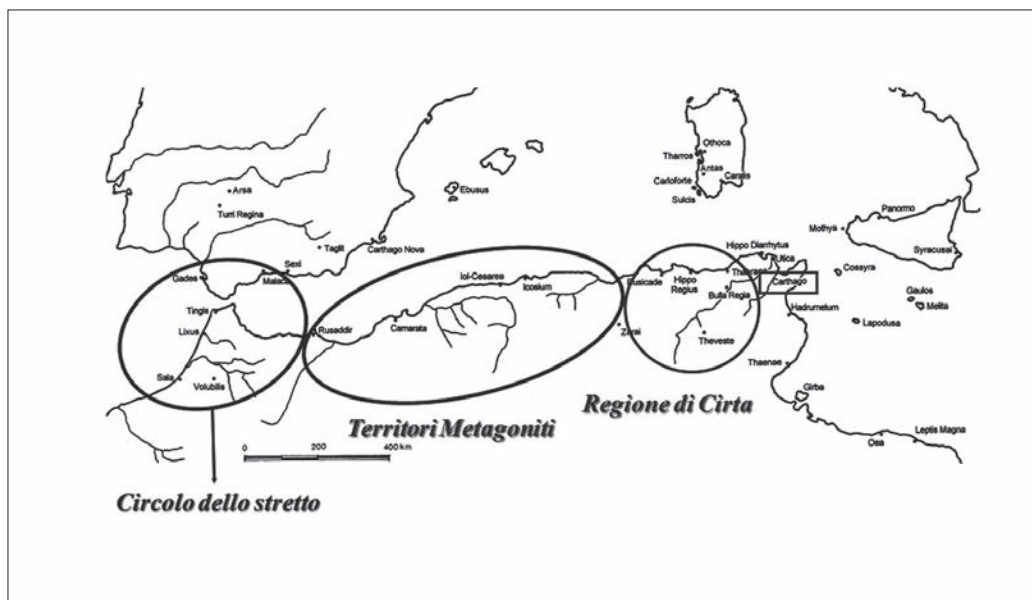 Othoca
Tharros
Antas
Caralis
Carloforte
Sulcis
Ebusus
Arsa
Turri Regina
Panormo
Mothya
Syracusai
Taglit
Carthago Nova
Hippo Diarrhytus
Utica
Sexi
Malaca
Gades
Cossyra
Iol-Cesarea
Icosium
Rusicade
Hippo
Regius
Carthago
Bulla Regia
Gaulos
Melita
Tingis
Hadrumetum
Lapodusa
Lixus
Rusaddir
Camarata
Zarai
Theveste
Thaenae
Sala
Volubilis
Girba
Regione di Cirta
Territori Metagoniti
Oea
Leptis Magna
0 200 400 km
Circolo dello stretto